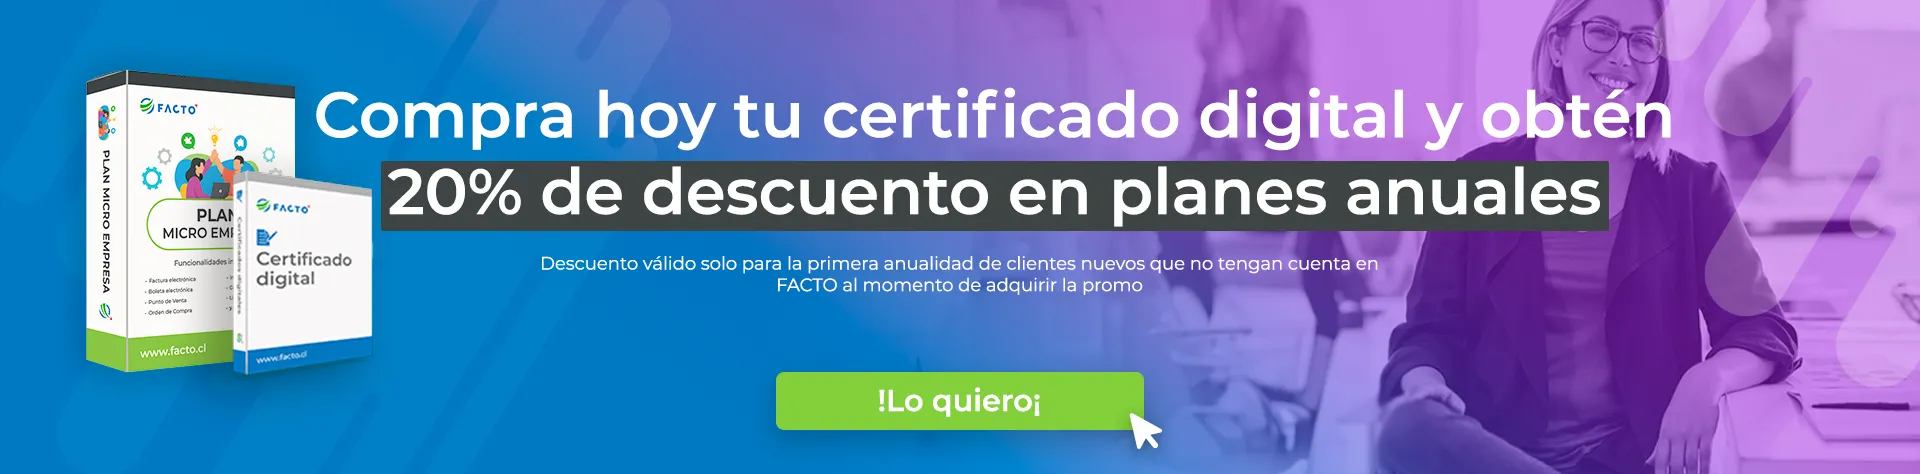 Compra hoy tu certificado digital y obtén
20% de descuento en planes anuales
Descuento válido solo para la primera anualidad de clientes nuevos que no tengan cuenta en
FACTO al momento de adquirir la promo
!Lo quiero¡
FACTO
PLAN MICRO EMPRESA
PLAN
MICRO
Funcionalidades
- Factura electrónica
- Boleta electrónica
- Punto de Venta
- Orden de Compra
www.facto.cl
FACTO
Certificado
digital
Certificados digitales
www.facto.cl